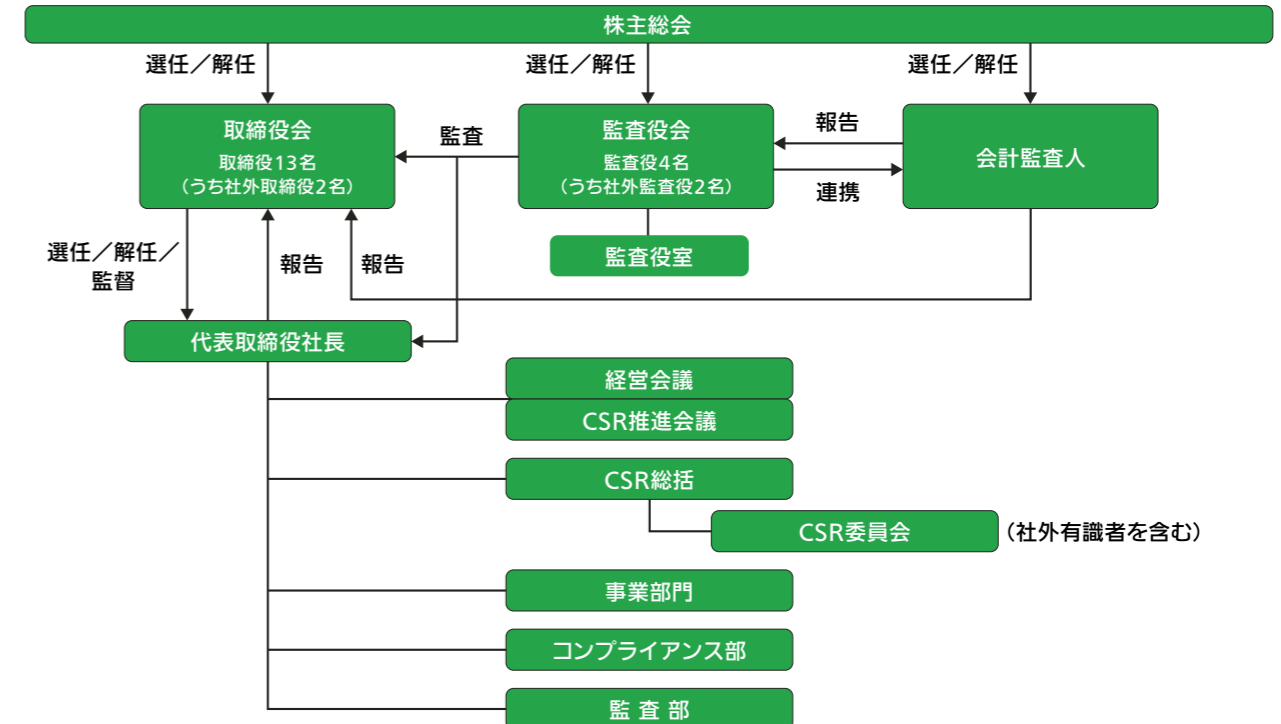 株主総会
選任／解任
選任／解任
選任／解任
取締役会
取締役13名
（うち社外取締役2名）
監査
監査役会
監査役4名
（うち社外監査役2名）
報告
連携
会計監査人
選任／解任／
監督
報告
報告
監査役室
代表取締役社長
経営会議
CSR推進会議
CSR総括
CSR委員会
（社外有識者を含む）
事業部門
コンプライアンス部
監 査 部